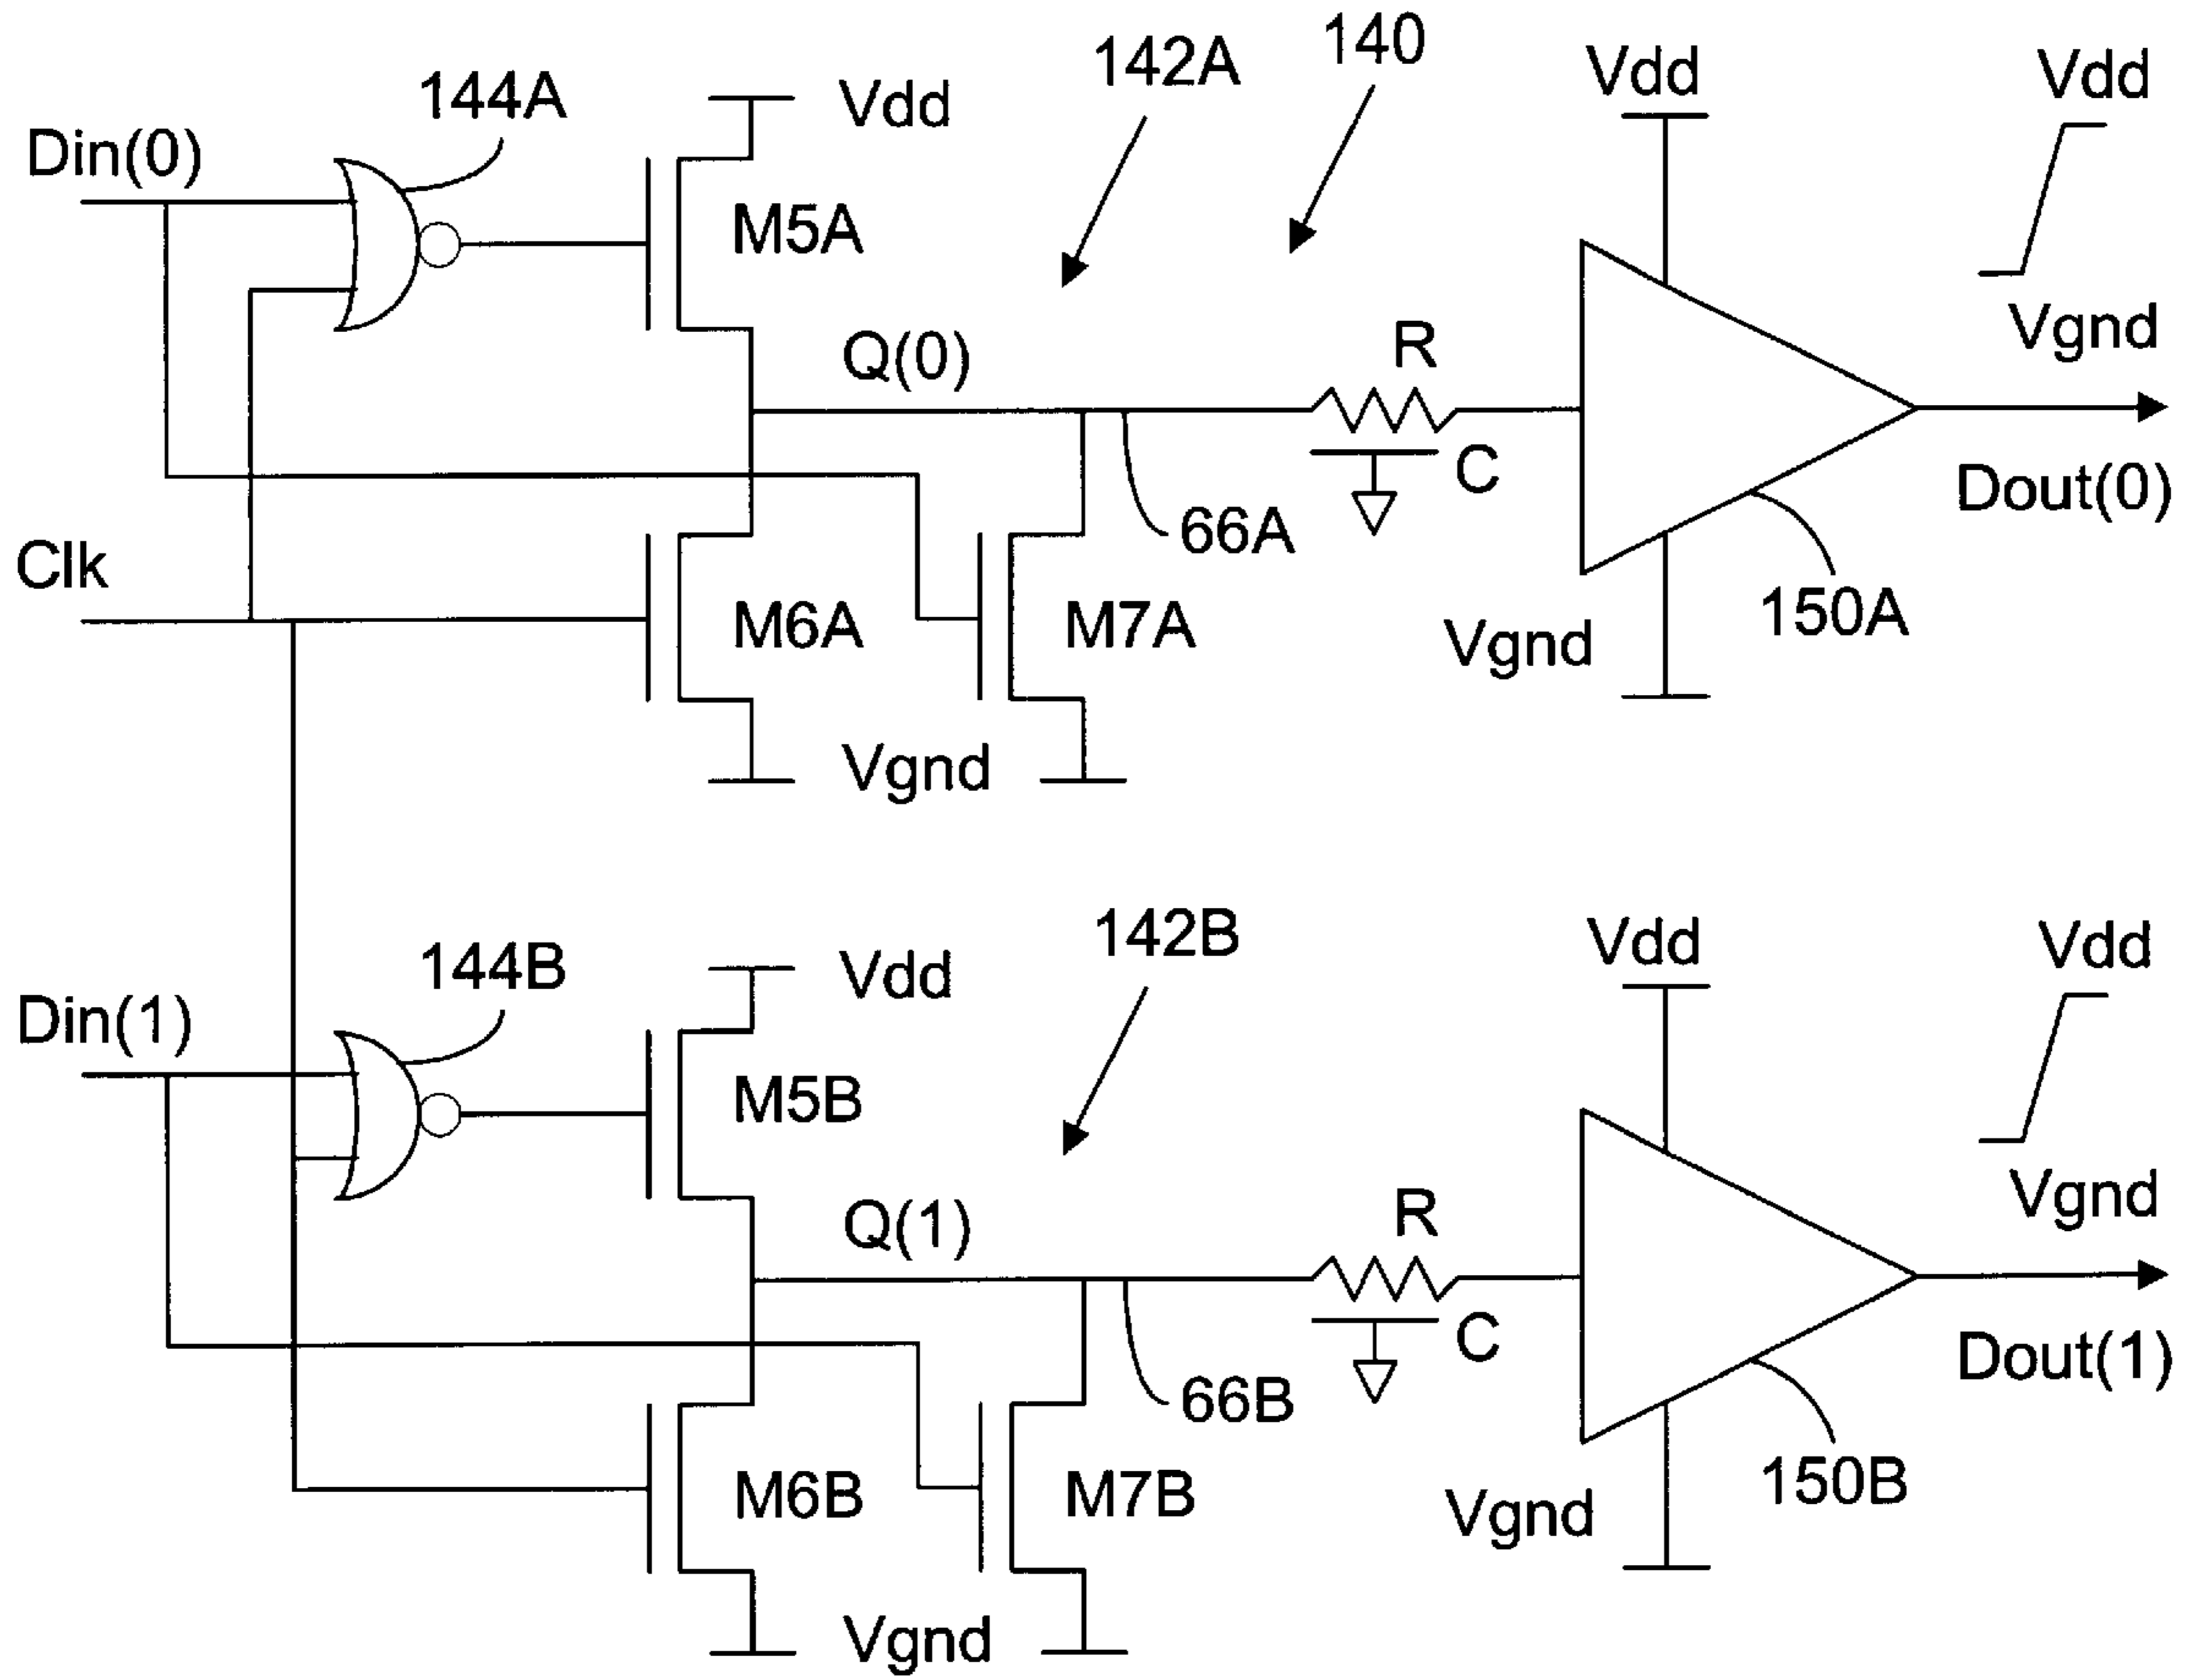 140
142A
Vdd
Vdd
144A
Vdd
Din(0)
M5A
Vgnd
Q(0)
R
C
Dout(0)
66A
Clk
M6A
M7A
150A
Vgnd
Vgnd
142B
Vdd
Vdd
144B
Vdd
Din(1)
M5B
Vgnd
Q(1)
R
C
Dout(1)
66B
M6B
M7B
150B
Vgnd
Vgnd